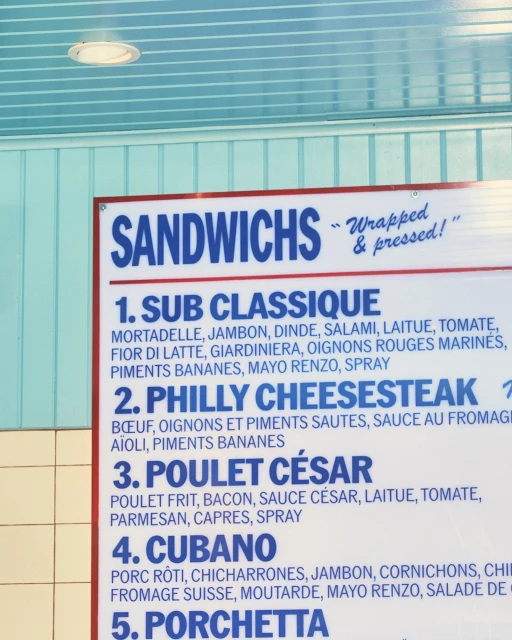 SANDWICHS "Wrapped
& pressed!"
1. SUB CLASSIQUE
MORTADELLE, JAMBON, DINDE, SALAMI, LAITUE, TOMATE,
FIOR DI LATTE, GIARDINIERA, OIGNONS ROUGES MARINÉS,
PIMENTS BANANES, MAYO RENZO, SPRAY
2. PHILLY CHEESESTEAK
BŒUF, OIGNONS ET PIMENTS SAUTES, SAUCE AU FROMAGE
AÏOLI, PIMENTS BANANES
3. POULET CÉSAR
POULET FRIT, BACON, SAUCE CÉSAR, LAITUE, TOMATE,
PARMESAN, CAPRES, SPRAY
4. CUBANO
PORC RÔTI, CHICHARRONES, JAMBON, CORNICHONS,
FROMAGE SUISSE, MOUTARDE, MAYO RENZO, SALADE DE
5. PORCHETTA